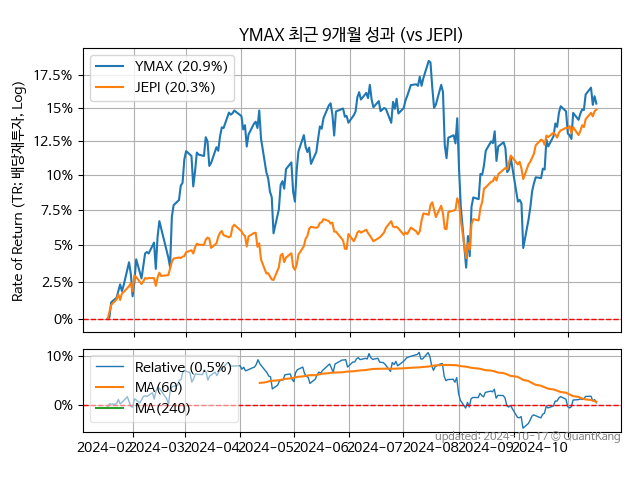 YMAX 최근 9개월 성과 (vs JEPI)
Rate of Return (TR: 배당재투자, Log)
17.5%
15%
12.5%
10%
7.5%
5%
2.5%
0%
YMAX (20.9%)
JEPI (20.3%)
10%
0%
Relative (0.5%)
MA(60)
MA(240)
2024-02
2024-03
2024-04
2024-05
2024-06
2024-07
2024-08
2024-09
2024-10
updated: 2024-10-17 © QuantKang